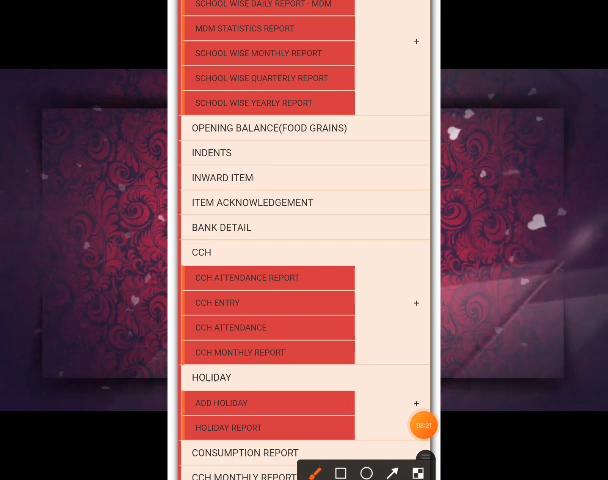 SCHOOL WISE DAILY REPORT - MDM
MDM STATISTICS REPORT
+
SCHOOL WISE MONTHLY REPORT
SCHOOL WISE QUARTERLY REPORT
SCHOOL WISE YEARLY REPORT
OPENING BALANCE(FOOD GRAINS)
INDENTS
INWARD ITEM
ITEM ACKNOWLEDGEMENT
BANK DETAIL
CCH
CCH ATTENDANCE REPORT
CCH ENTRY
+
CCH ATTENDANCE
CCH MONTHLY REPORT
HOLIDAY
ADD HOLIDAY
+
HOLIDAY REPORT
08:21
CONSUMPTION REPORT
CCH MONTHLY REPORT